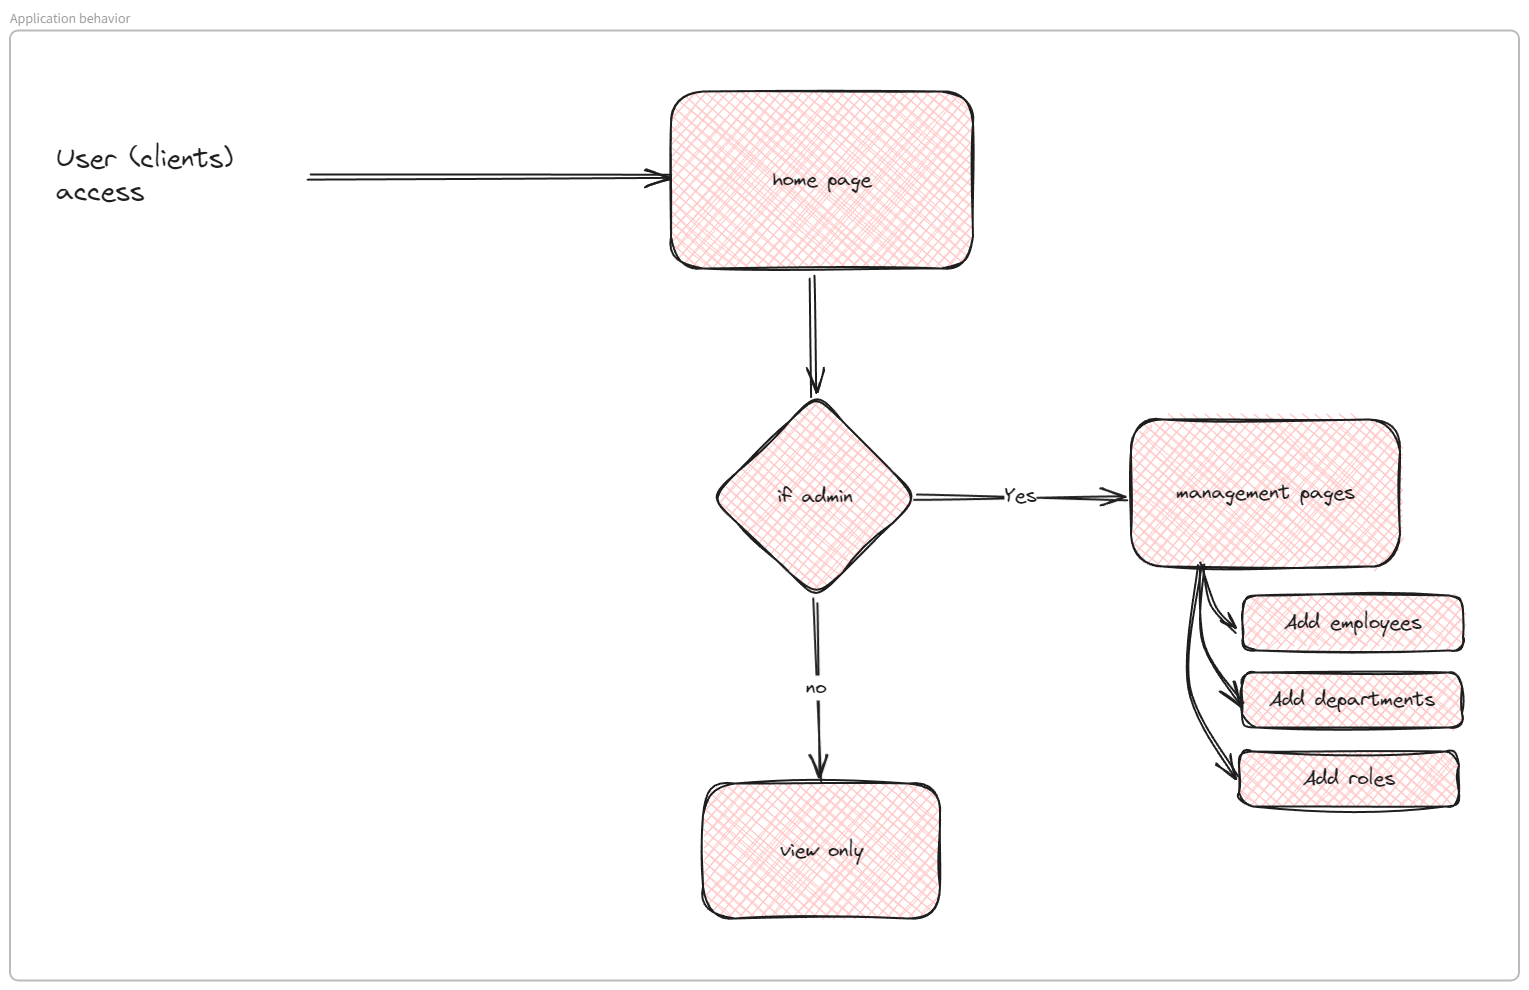 Application behavior
User (clients)
access
home page
if admin
Yes
management pages
Add employees
Add departments
Add roles
no
view only